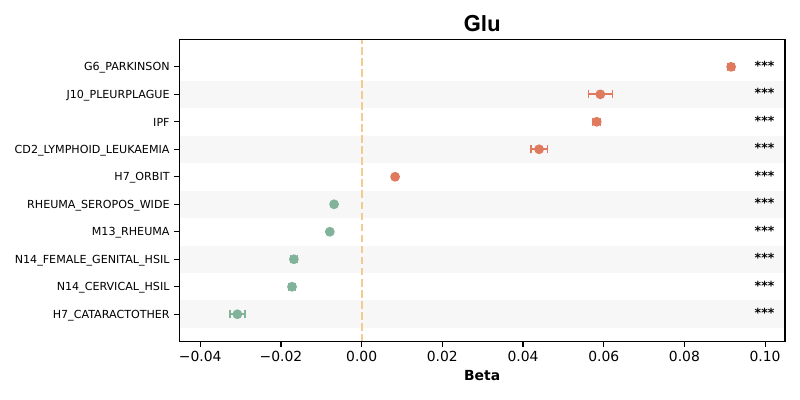 Glu
G6_PARKINSON ***
J10_PLEURPLAGUE ***
IPF ***
CD2_LYMPHOID_LEUKAEMIA ***
H7_ORBIT ***
RHEUMA_SEROPOS_WIDE ***
M13_RHEUMA ***
N14_FEMALE_GENITAL_HSIL ***
N14_CERVICAL_HSIL ***
H7_CATARACTOTHER ***
−0.04 −0.02 0.00 0.02 0.04 0.06 0.08 0.10
Beta